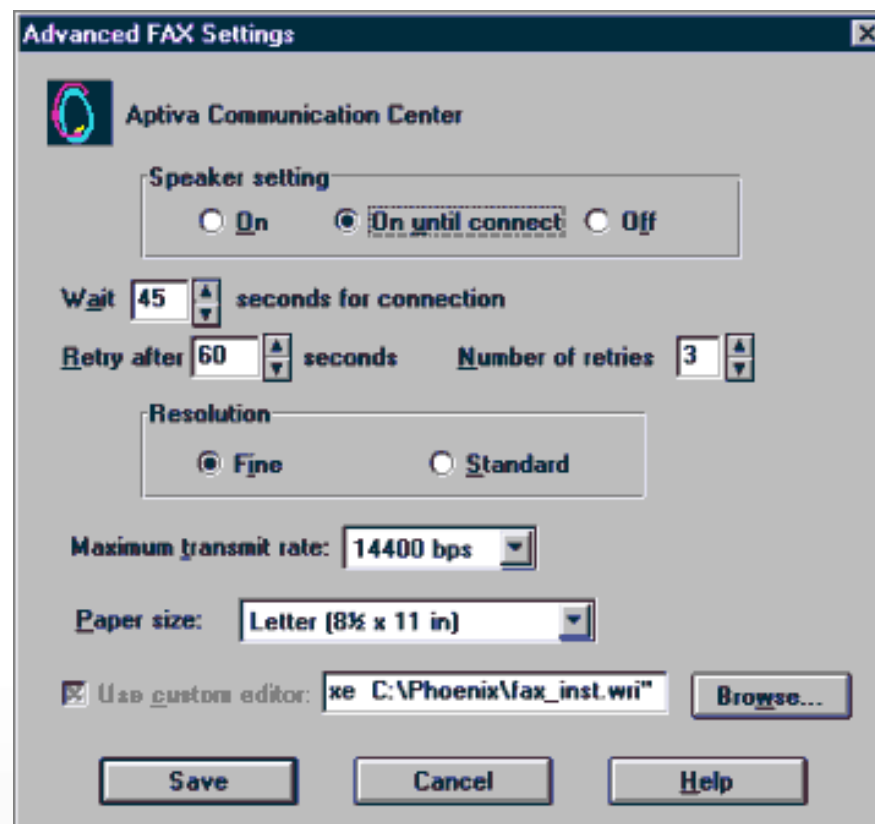 Advanced FAX Settings
Aptiva Communication Center
Speaker setting
On On until connect Off
Wait 45 seconds for connection
Retry after 60 seconds Number of retries 3
Resolution
Fine Standard
Maximum transmit rate: 14400 bps
Paper size: Letter (8½ x 11 in)
Use custom editor: xe C:\Phoenix\fax_inst.wri" Browse...
Save Cancel Help